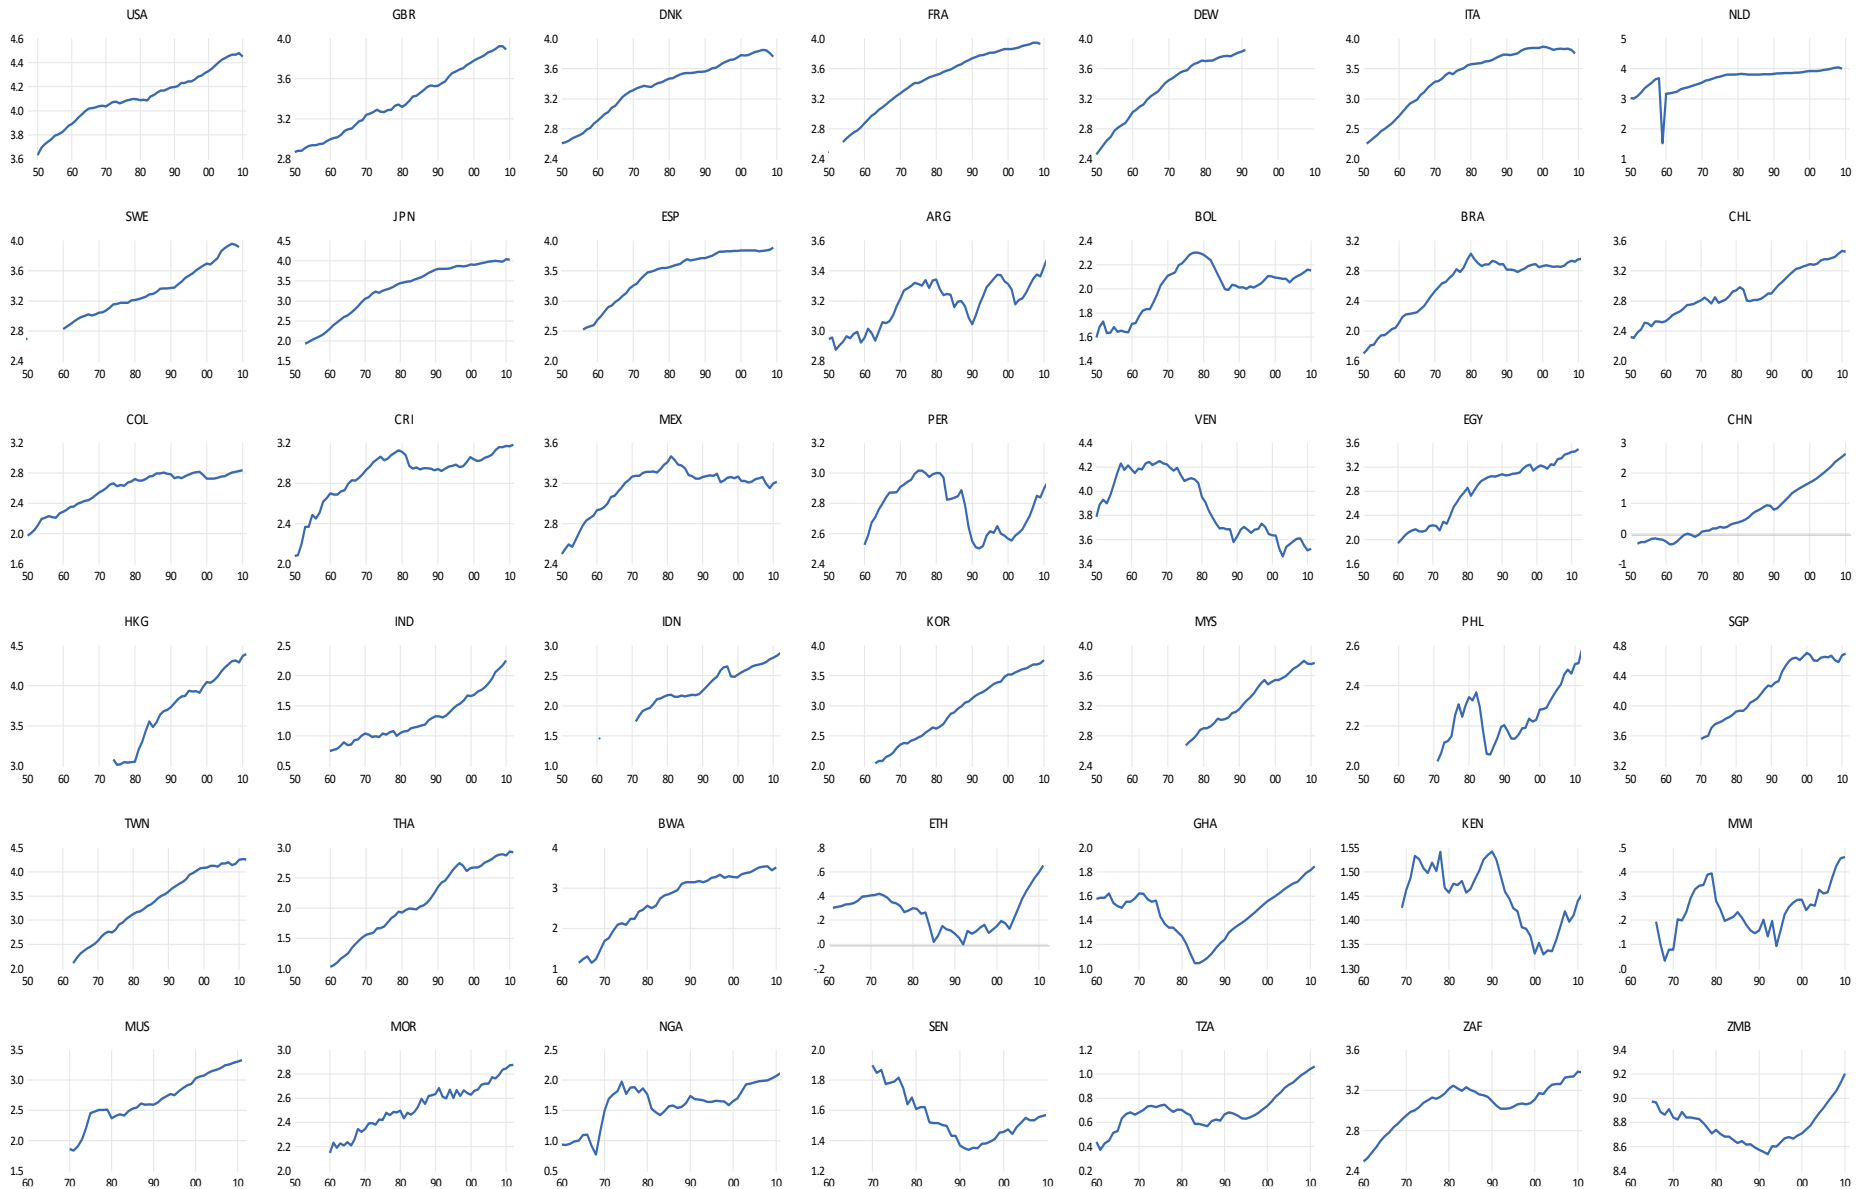 USA
4.6
4.4
4.2
4.0
3.8
3.6
50 60 70 80 90 00 10
GBR
4.0
3.6
3.2
2.8
50 60 70 80 90 00 10
DNK
4.0
3.6
3.2
2.8
2.4
50 60 70 80 90 00 10
FRA
4.0
3.6
3.2
2.8
2.4
50 60 70 80 90 00 10
DEW
4.0
3.6
3.2
2.8
2.4
50 60 70 80 90 00 10
ITA
4.0
3.5
3.0
2.5
2.0
50 60 70 80 90 00 10
NLD
5
4
3
2
1
50 60 70 80 90 00 10
SWE
4.0
3.6
3.2
2.8
2.4
50 60 70 80 90 00 10
JPN
4.5
4.0
3.5
3.0
2.5
2.0
1.5
50 60 70 80 90 00 10
ESP
4.0
3.5
3.0
2.5
2.0
50 60 70 80 90 00 10
ARG
3.6
3.4
3.2
3.0
2.8
50 60 70 80 90 00 10
BOL
2.4
2.2
2.0
1.8
1.6
1.4
50 60 70 80 90 00 10
BRA
3.2
2.8
2.4
2.0
1.6
50 60 70 80 90 00 10
CHL
3.6
3.2
2.8
2.4
2.0
50 60 70 80 90 00 10
COL
3.2
2.8
2.4
2.0
1.6
50 60 70 80 90 00 10
CRI
3.2
2.8
2.4
2.0
50 60 70 80 90 00 10
MEX
3.6
3.2
2.8
2.4
50 60 70 80 90 00 10
PER
3.2
3.0
2.8
2.6
2.4
50 60 70 80 90 00 10
VEN
4.4
4.2
4.0
3.8
3.6
3.4
50 60 70 80 90 00 10
EGY
3.6
3.2
2.8
2.4
2.0
1.6
50 60 70 80 90 00 10
CHN
3
2
1
0
-1
50 60 70 80 90 00 10
HKG
4.5
4.0
3.5
3.0
50 60 70 80 90 00 10
IND
2.5
2.0
1.5
1.0
0.5
50 60 70 80 90 00 10
IDN
3.0
2.5
2.0
1.5
1.0
50 60 70 80 90 00 10
KOR
4.0
3.5
3.0
2.5
2.0
50 60 70 80 90 00 10
MYS
4.0
3.6
3.2
2.8
2.4
50 60 70 80 90 00 10
PHL
2.6
2.4
2.2
2.0
50 60 70 80 90 00 10
SGP
4.8
4.4
4.0
3.6
3.2
50 60 70 80 90 00 10
TWN
4.5
4.0
3.5
3.0
2.5
2.0
50 60 70 80 90 00 10
THA
3.0
2.5
2.0
1.5
1.0
50 60 70 80 90 00 10
BWA
4
3
2
1
60 70 80 90 00 10
ETH
.8
.6
.4
.2
.0
-.2
60 70 80 90 00 10
GHA
2.0
1.8
1.6
1.4
1.2
1.0
60 70 80 90 00 10
KEN
1.55
1.50
1.45
1.40
1.35
1.30
60 70 80 90 00 10
MWI
.5
.4
.3
.2
.1
.0
60 70 80 90 00 10
MUS
3.5
3.0
2.5
2.0
1.5
60 70 80 90 00 10
MOR
3.0
2.8
2.6
2.4
2.2
2.0
50 60 70 80 90 00 10
NGA
2.5
2.0
1.5
1.0
0.5
60 70 80 90 00 10
SEN
2.0
1.8
1.6
1.4
1.2
60 70 80 90 00 10
TZA
1.2
1.0
0.8
0.6
0.4
0.2
60 70 80 90 00 10
ZAF
3.6
3.2
2.8
2.4
50 60 70 80 90 00 10
ZMB
9.4
9.2
9.0
8.8
8.6
8.4
60 70 80 90 00 10